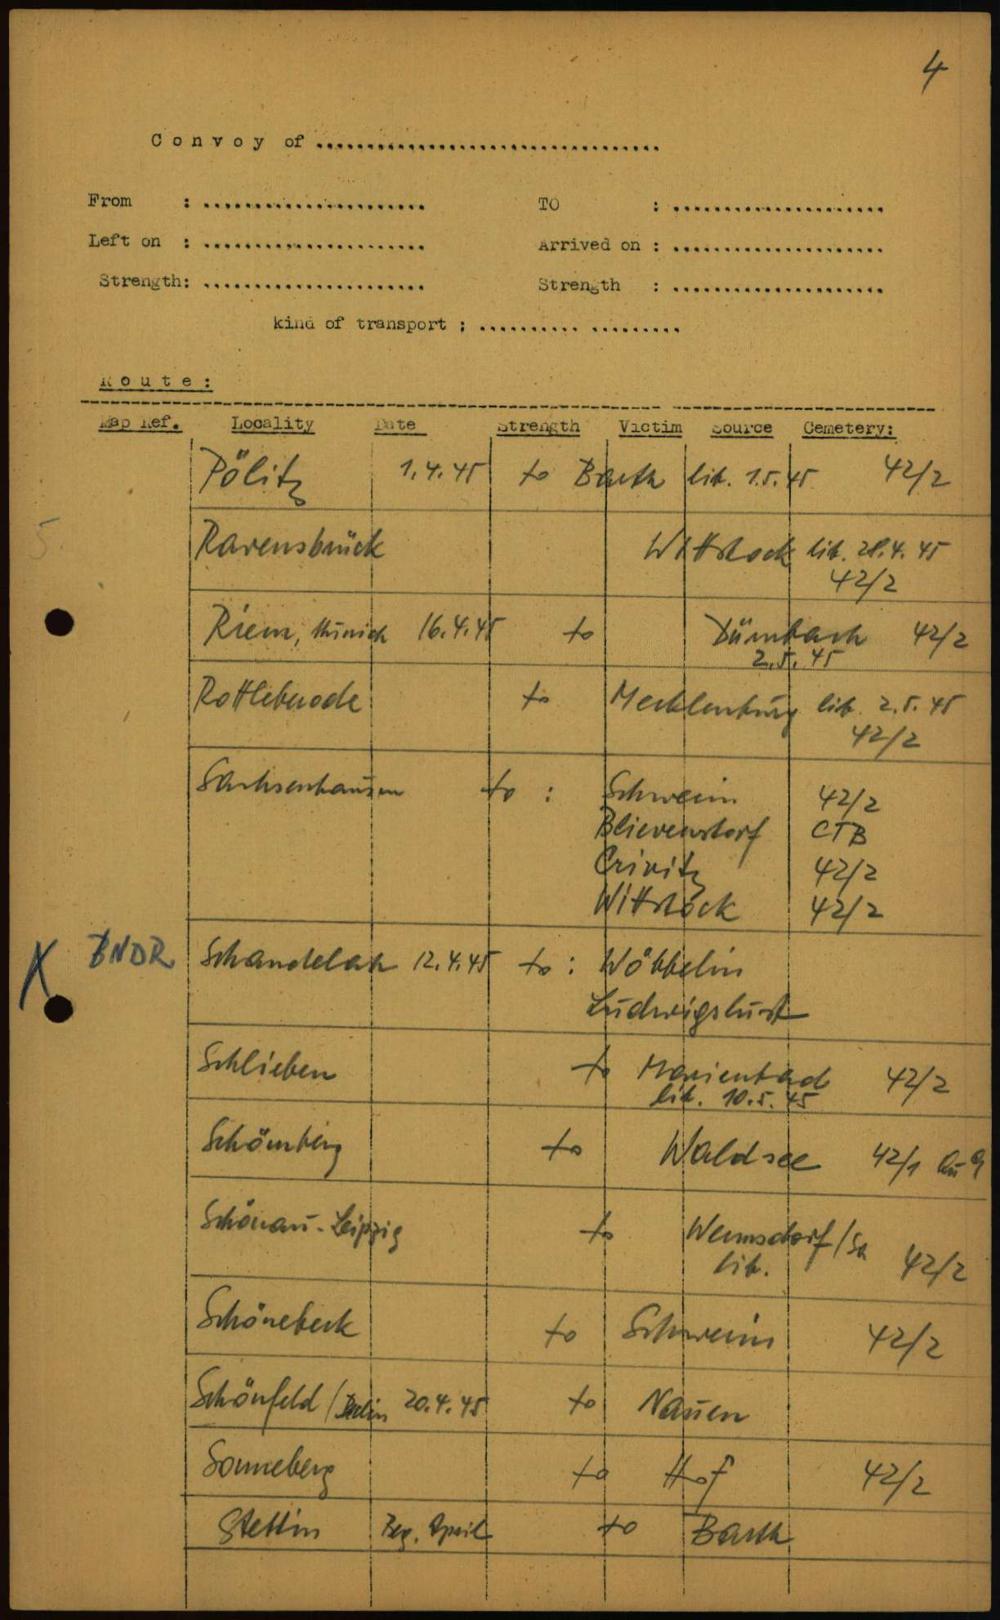 4
Convoy of ..................................
From : ...................... TO : .....................
Left on : ...................... Arrived on : .....................
Strength: ...................... Strength : .....................
kind of transport ; .......... .........
Route:
Map Ref. Locality Date Strength Victim Source Cemetery:
Pölitz 1.4.45 to Barth lib. 1.5.45 42/2
5.
Ravensbrück Wittstock lib. 28.4.45
42/2
Riem, Munich 16.4.45 to Dürnbach 42/2
2.5.45
Rottleberode to Mecklenburg lib. 2.5.45
42/2
Sachsenhausen to : Schwerin 42/2
Blievenstorf CTB
Crivitz 42/2
Wittstock 42/2
X BNDR Schandelah 12.4.45 to : Wöbbelin
Ludwigslust
Schlieben to Marienbad 42/2
lib. 10.5.45
Schömberg to Waldsee 42/1
Schönau-Leipzig to Wermsdorf/Sa
lib. 42/2
Schönebeck to Schwerin 42/2
Schönfeld/Berlin 20.4.45 to Nauen
Sonneberg to Hof 42/2
Stettin Beg. April to Barth